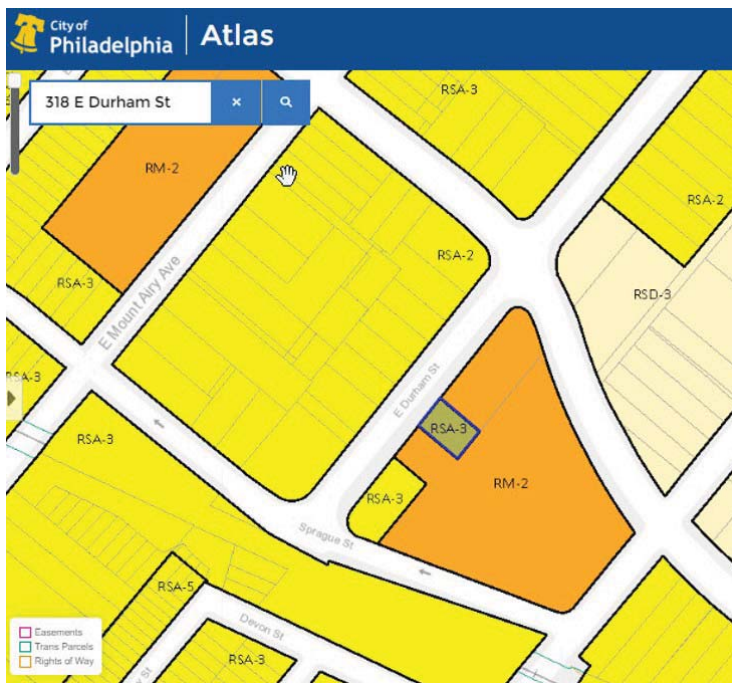 City of
Philadelphia
Atlas
318 E Durham St
RSA-3
RM-2
RSA-2
RSA-2
RSA-3
RSD-3
E Mount Airy Ave
RSA-3
E Durham St
RSA-3
RSA-3
RM-2
RSA-3
Sprague St
RSA-5
Devon St
RSA-3
Easements
Trans Parcels
Rights of Way